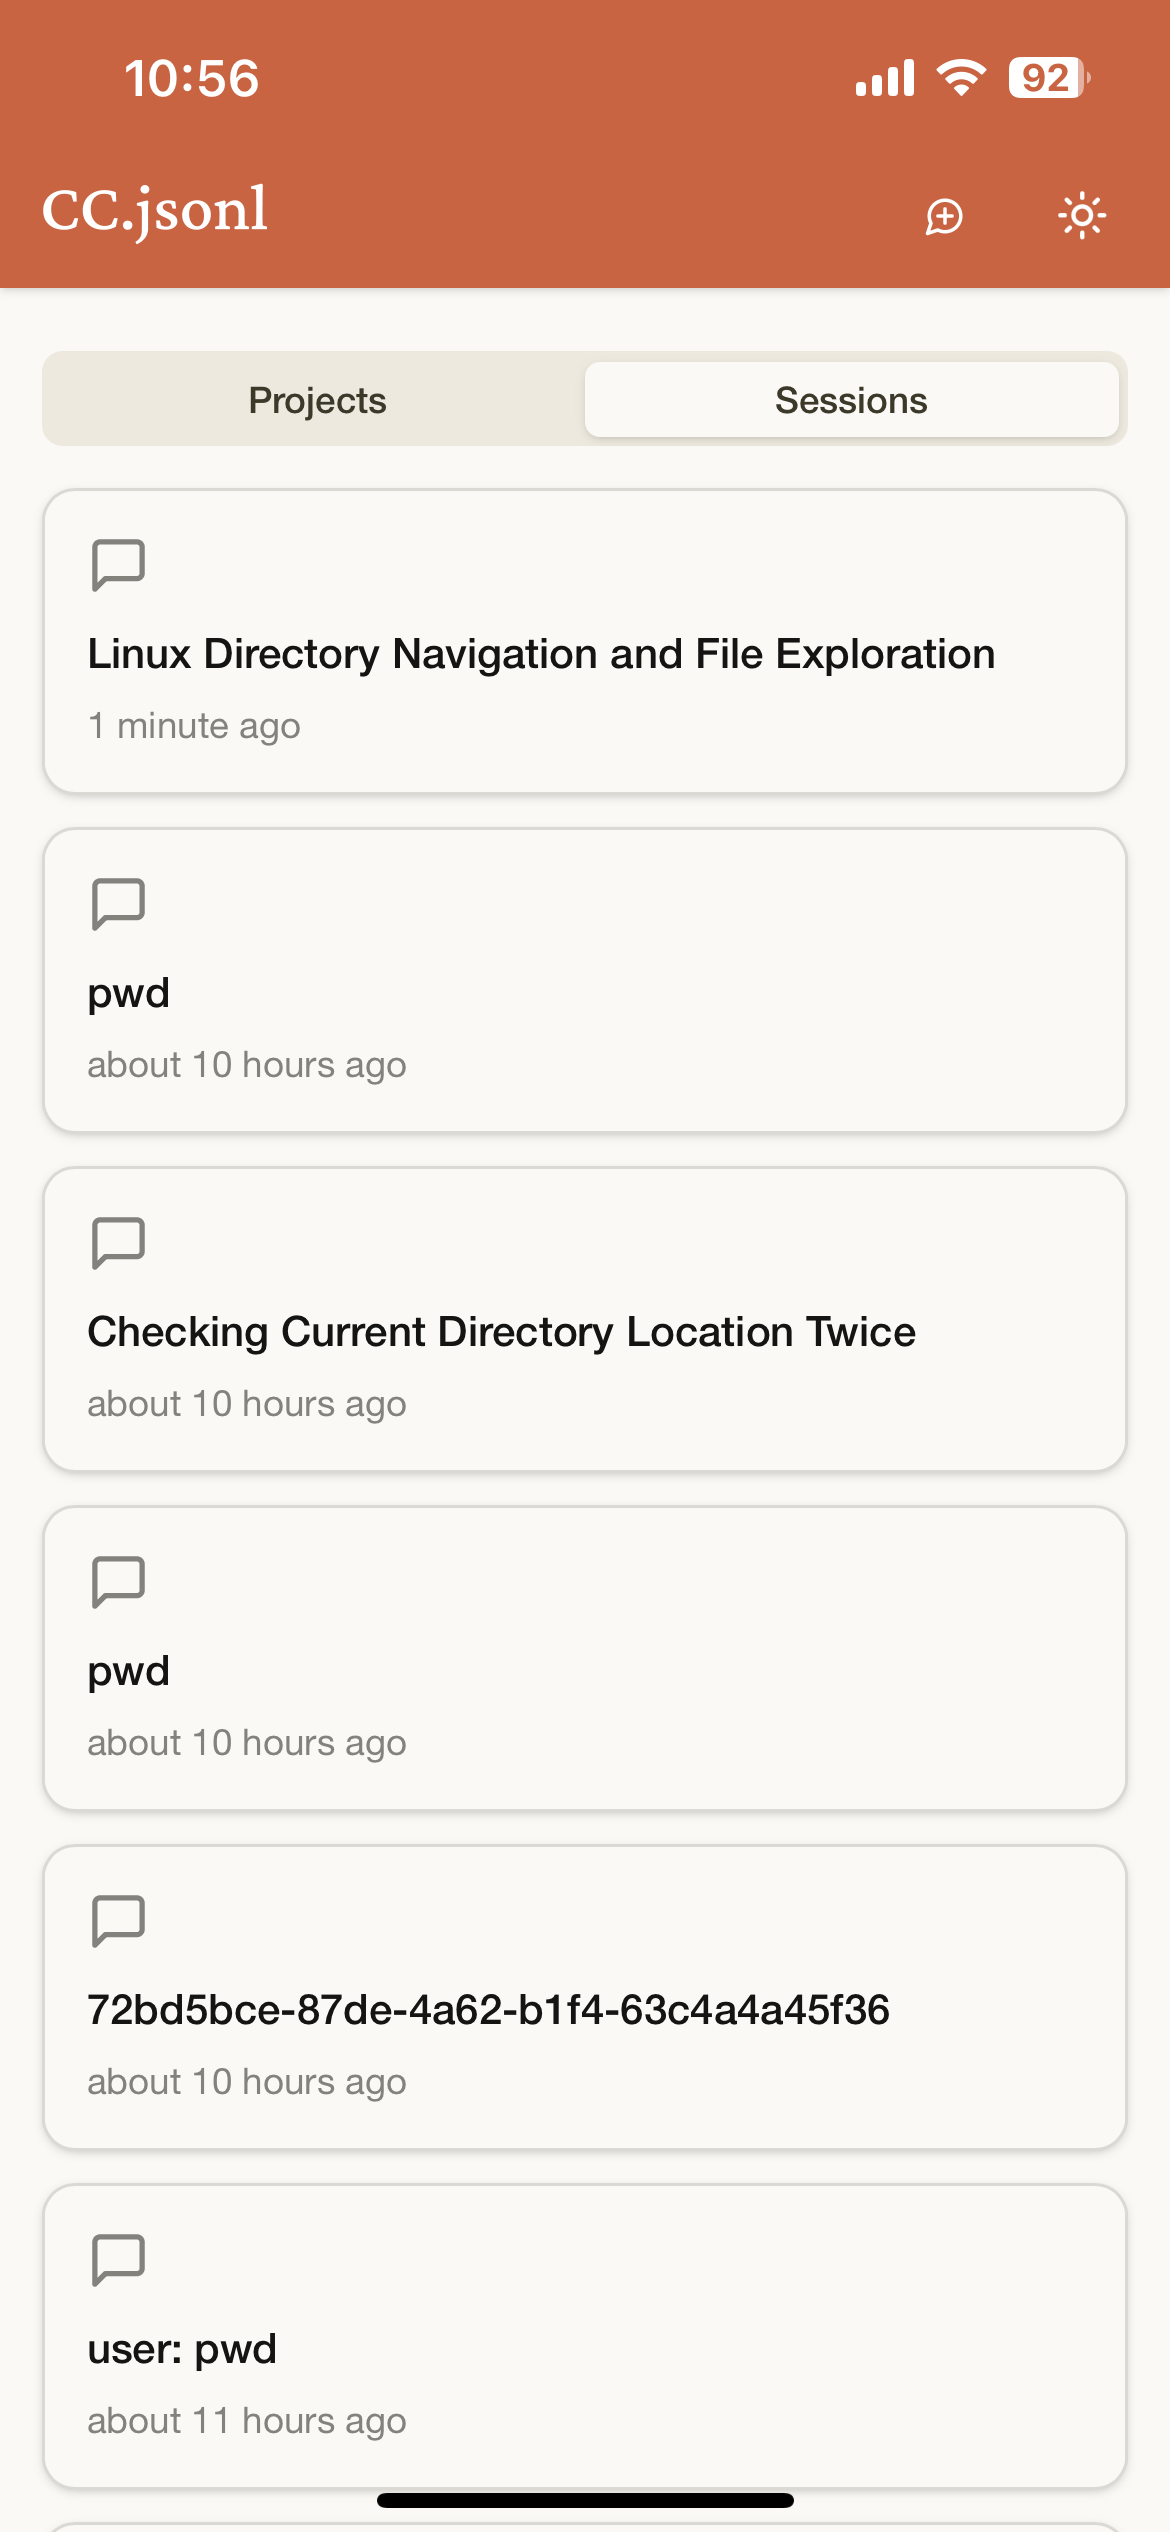 10:56
92
CC.jsonl
Projects
Sessions
Linux Directory Navigation and File Exploration
1 minute ago
pwd
about 10 hours ago
Checking Current Directory Location Twice
about 10 hours ago
pwd
about 10 hours ago
72bd5bce-87de-4a62-b1f4-63c4a4a45f36
about 10 hours ago
user: pwd
about 11 hours ago